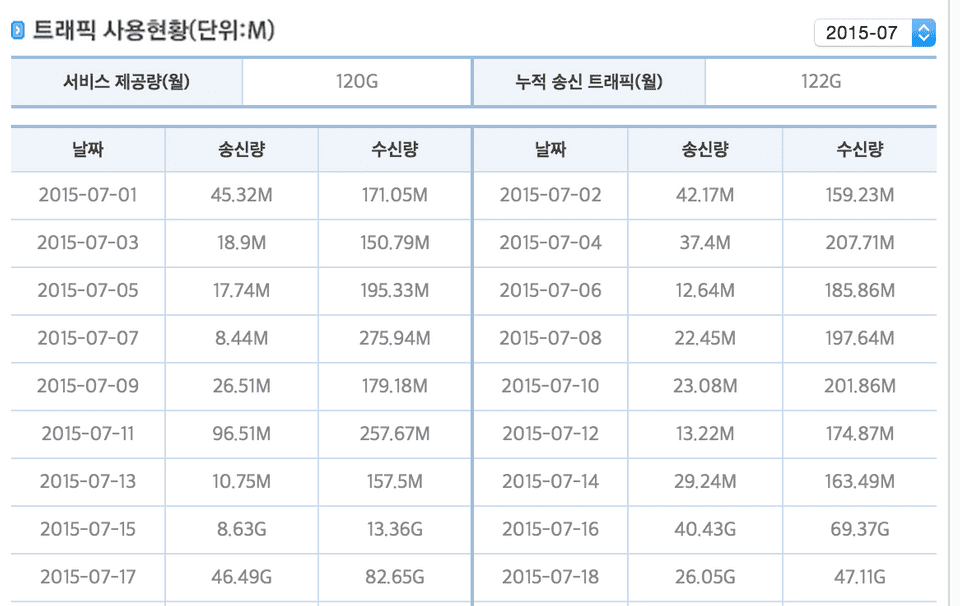 트래픽 사용현황(단위:M)
2015-07
서비스 제공량(월) 120G 누적 송신 트래픽(월) 122G
날짜 송신량 수신량 날짜 송신량 수신량
2015-07-01 45.32M 171.05M 2015-07-02 42.17M 159.23M
2015-07-03 18.9M 150.79M 2015-07-04 37.4M 207.71M
2015-07-05 17.74M 195.33M 2015-07-06 12.64M 185.86M
2015-07-07 8.44M 275.94M 2015-07-08 22.45M 197.64M
2015-07-09 26.51M 179.18M 2015-07-10 23.08M 201.86M
2015-07-11 96.51M 257.67M 2015-07-12 13.22M 174.87M
2015-07-13 10.75M 157.5M 2015-07-14 29.24M 163.49M
2015-07-15 8.63G 13.36G 2015-07-16 40.43G 69.37G
2015-07-17 46.49G 82.65G 2015-07-18 26.05G 47.11G